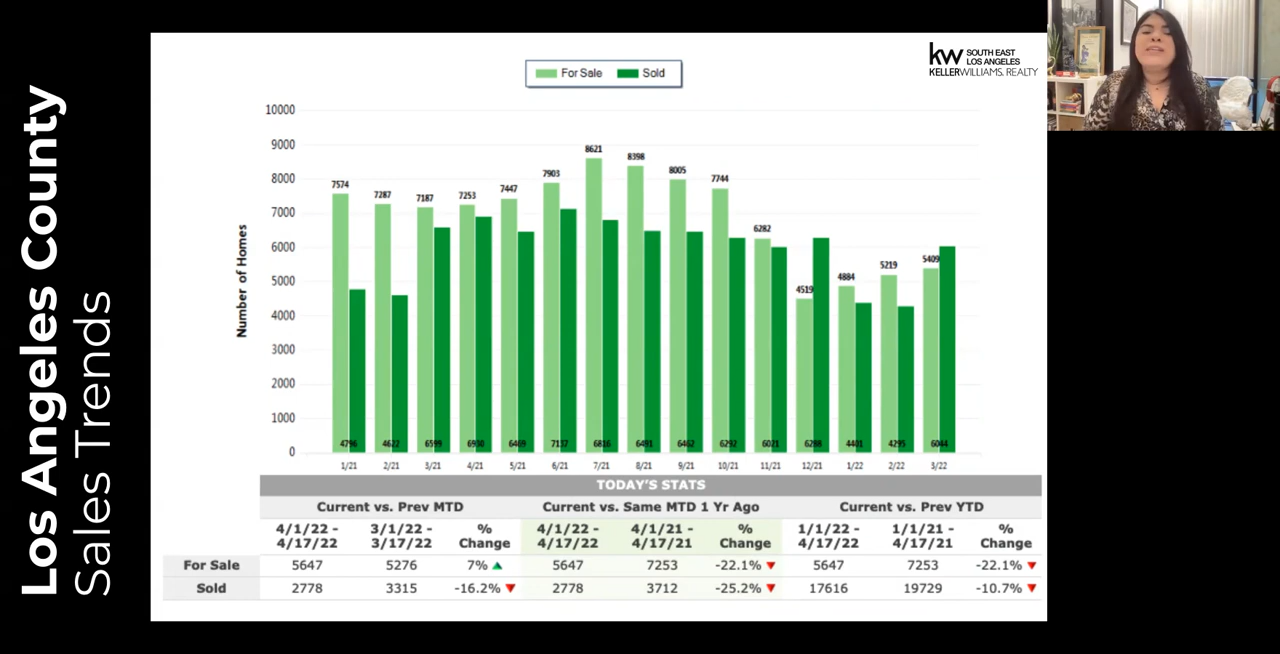 Los Angeles County
Sales Trends
kw SOUTH EAST
LOS ANGELES
KELLERWILLIAMS. REALTY
For Sale Sold
Number of Homes
10000
9000
8000
7000
6000
5000
4000
3000
2000
1000
0
7574 7287 7187 7253 7447 7903 8621 8398 8005 7744 6282 4519 4884 5219 5409
4796 4622 6599 6930 6469 7137 6816 6491 6462 6292 6021 6288 4401 4295 6044
1/21 2/21 3/21 4/21 5/21 6/21 7/21 8/21 9/21 10/21 11/21 12/21 1/22 2/22 3/22
TODAY'S STATS
Current vs. Prev MTD Current vs. Same MTD 1 Yr Ago Current vs. Prev YTD
4/1/22 - 3/1/22 - % 4/1/22 - 4/1/21 - % 1/1/22 - 1/1/21 - %
4/17/22 3/17/22 Change 4/17/22 4/17/21 Change 4/17/22 4/17/21 Change
For Sale 5647 5276 7% 5647 7253 -22.1% 5647 7253 -22.1%
Sold 2778 3315 -16.2% 2778 3712 -25.2% 17616 19729 -10.7%